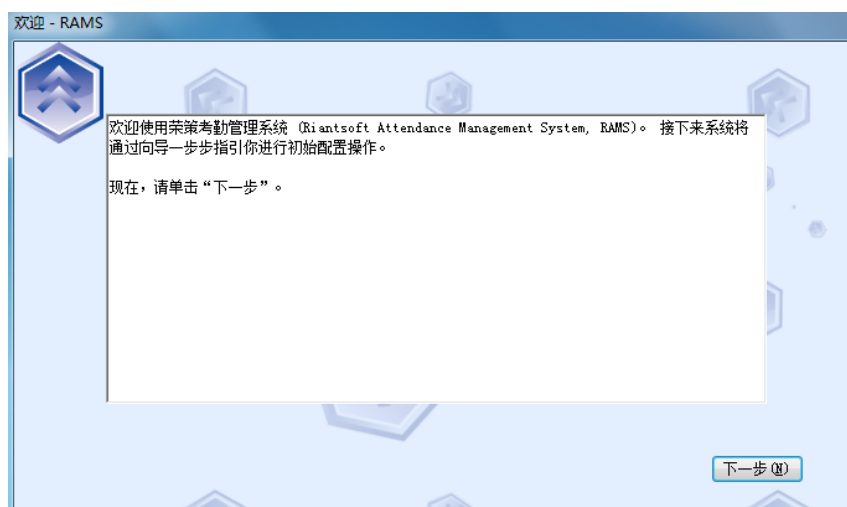 欢迎 - RAMS
欢迎使用荣策考勤管理系统 (Riantsoft Attendance Management System, RAMS)。 接下来系统将
通过向导一步步指引你进行初始配置操作。
现在，请单击“下一步”。
下一步(N)